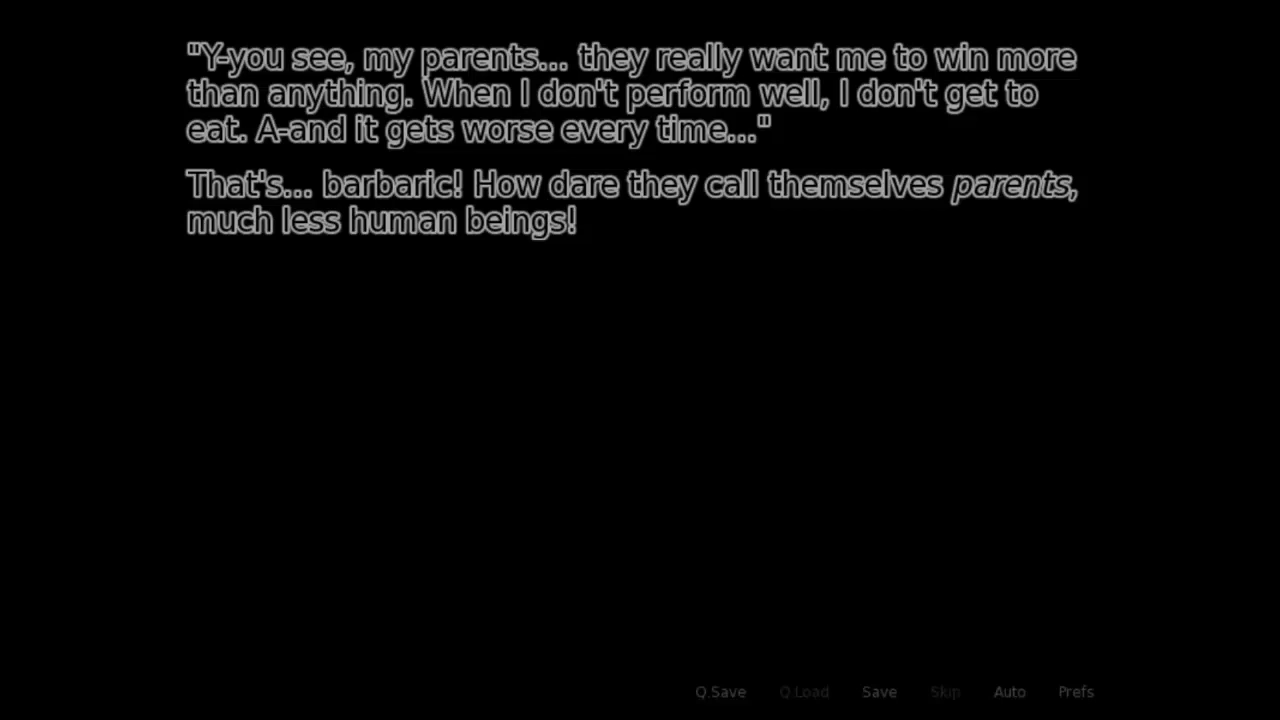 "Y-you see, my parents... they really want me to win more
than anything. When I don't perform well, I don't get to
eat. A-and it gets worse every time..."
That's... barbaric! How dare they call themselves parents,
much less human beings!
Q.Save Q.Load Save Skip Auto Prefs